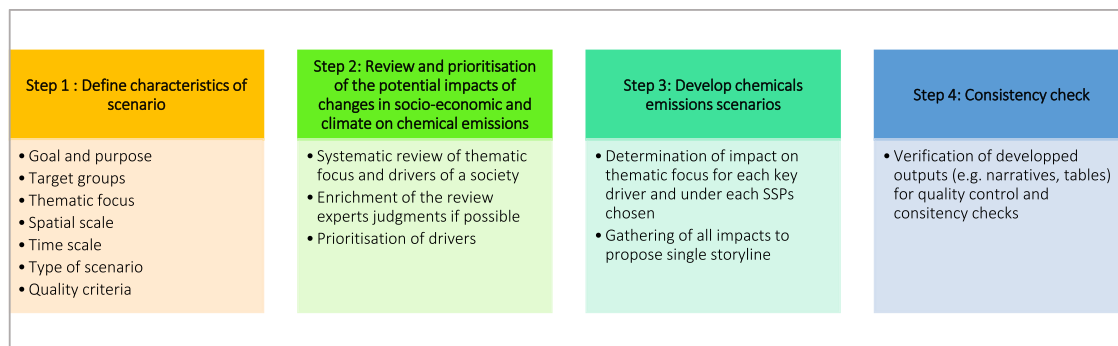 Step 1 : Define characteristics of
scenario
• Goal and purpose
• Target groups
• Thematic focus
• Spatial scale
• Time scale
• Type of scenario
• Quality criteria
Step 2: Review and prioritisation
of the potential impacts of
changes in socio-economic and
climate on chemical emissions
• Systematic review of thematic
focus and drivers of a society
• Enrichment of the review
experts judgments if possible
• Prioritisation of drivers
Step 3: Develop chemicals
emissions scenarios
• Determination of impact on
thematic focus for each key
driver and under each SSPs
chosen
• Gathering of all impacts to
propose single storyline
Step 4: Consistency check
• Verification of developped
outputs (e.g. narratives, tables)
for quality control and
consitency checks